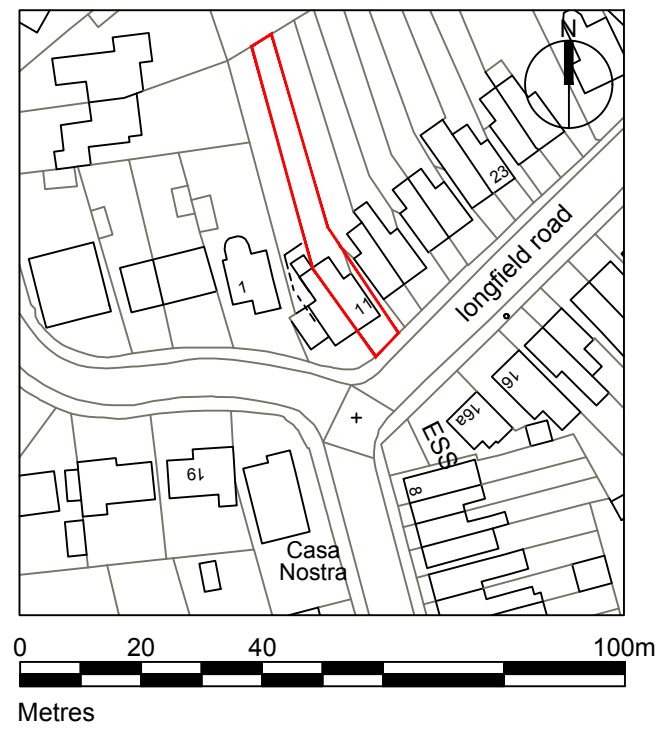 N
23
longfield road
1
11
16
16a
ESS
8
19
Casa
Nostra
0 20 40 100m
Metres